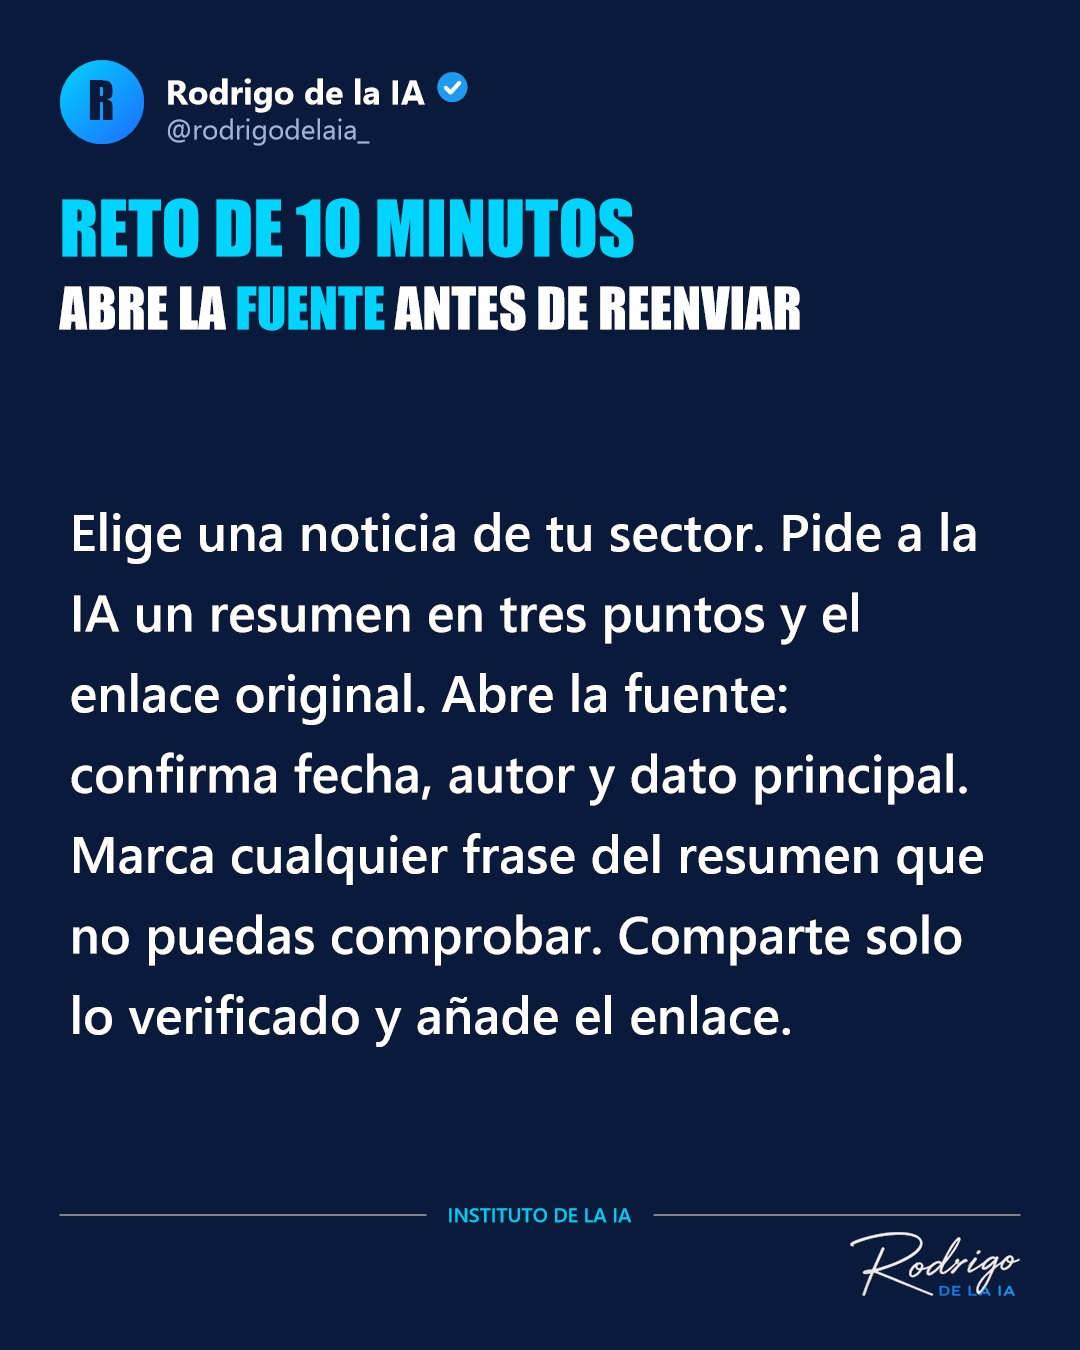 R
Rodrigo de la IA
@rodrigodelaia_
RETO DE 10 MINUTOS
ABRE LA FUENTE ANTES DE REENVIAR
Elige una noticia de tu sector. Pide a la
IA un resumen en tres puntos y el
enlace original. Abre la fuente:
confirma fecha, autor y dato principal.
Marca cualquier frase del resumen que
no puedas comprobar. Comparte solo
lo verificado y añade el enlace.
INSTITUTO DE LA IA
Rodrigo
DE LA IA